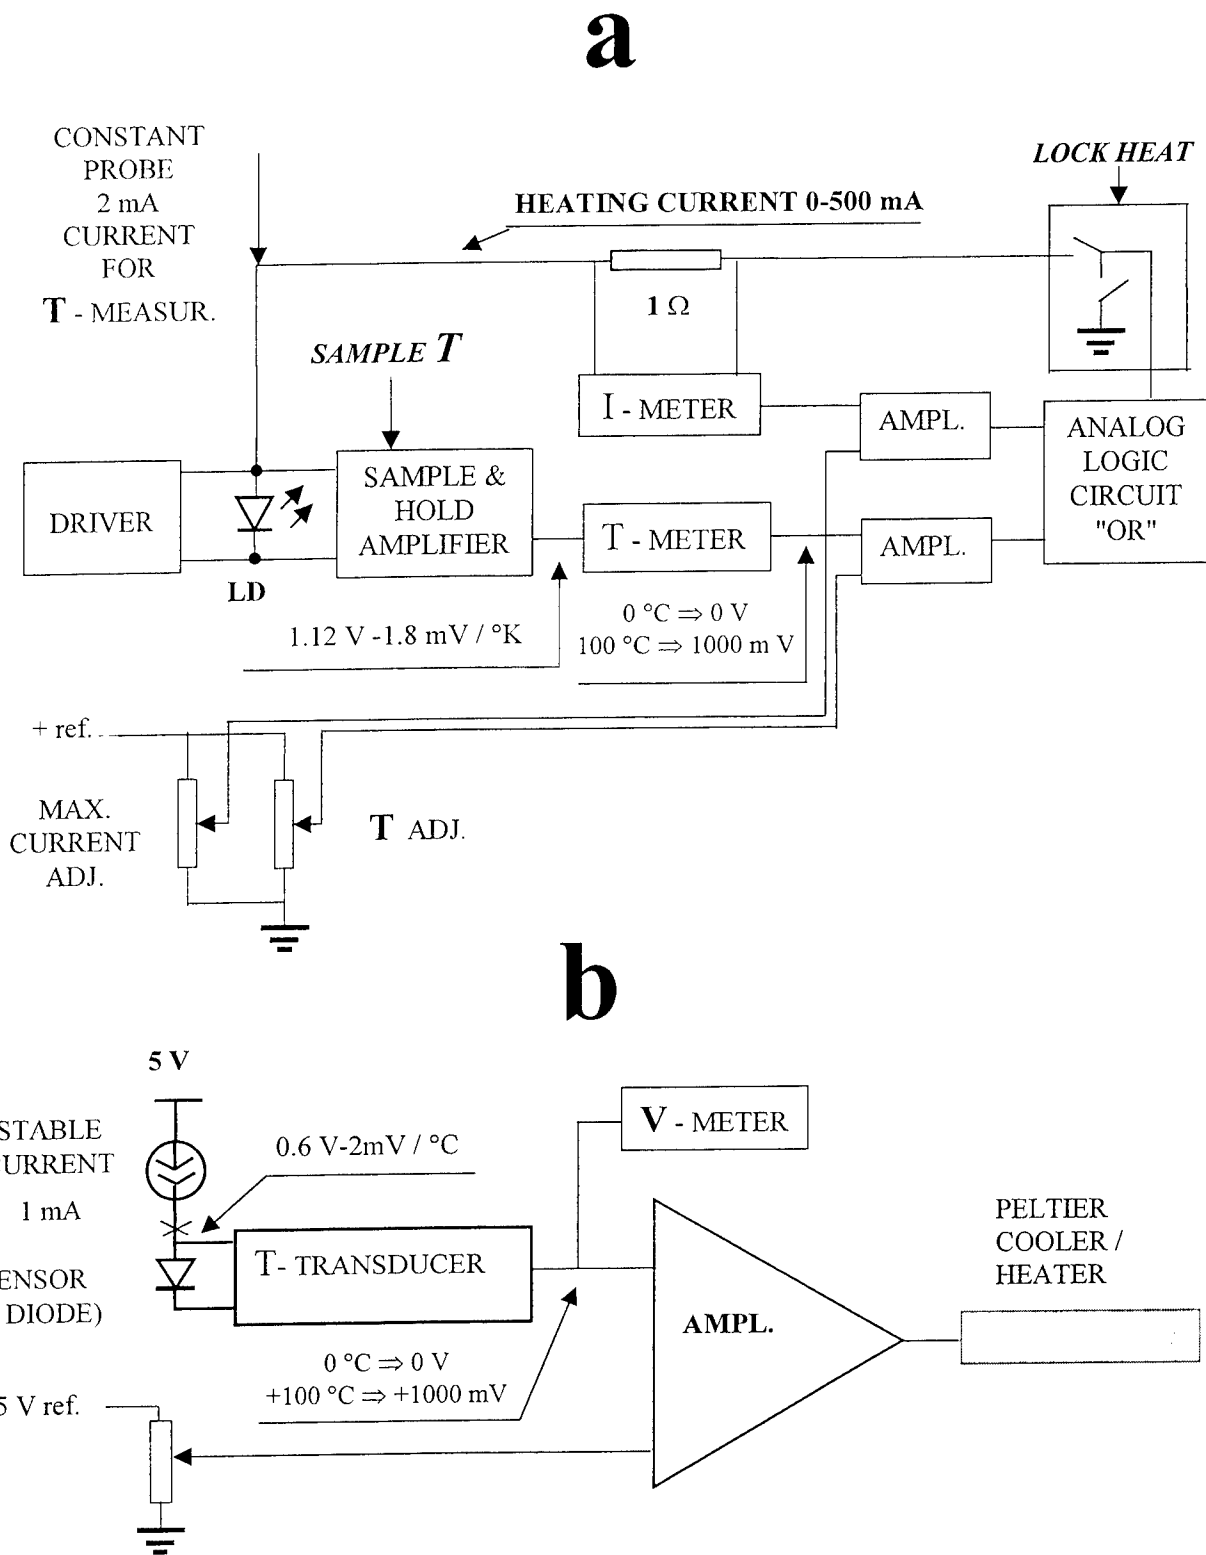 a
CONSTANT
PROBE
2 mA
CURRENT
FOR
T - MEASUR.
LOCK HEAT
HEATING CURRENT 0-500 mA
1 Ω
SAMPLE T
I - METER
AMPL.
ANALOG
LOGIC
CIRCUIT
"OR"
DRIVER
SAMPLE &
HOLD
AMPLIFIER
T - METER
AMPL.
LD
1.12 V -1.8 mV / °K
0 °C ⇒ 0 V
100 °C ⇒ 1000 m V
+ ref.
MAX.
CURRENT
ADJ.
T ADJ.
b
5 V
STABLE
URRENT
1 mA
0.6 V-2mV / °C
V - METER
ENSOR
DIODE)
T- TRANSDUCER
PELTIER
COOLER /
HEATER
AMPL.
0 °C ⇒ 0 V
+100 °C ⇒ +1000 mV
5 V ref.